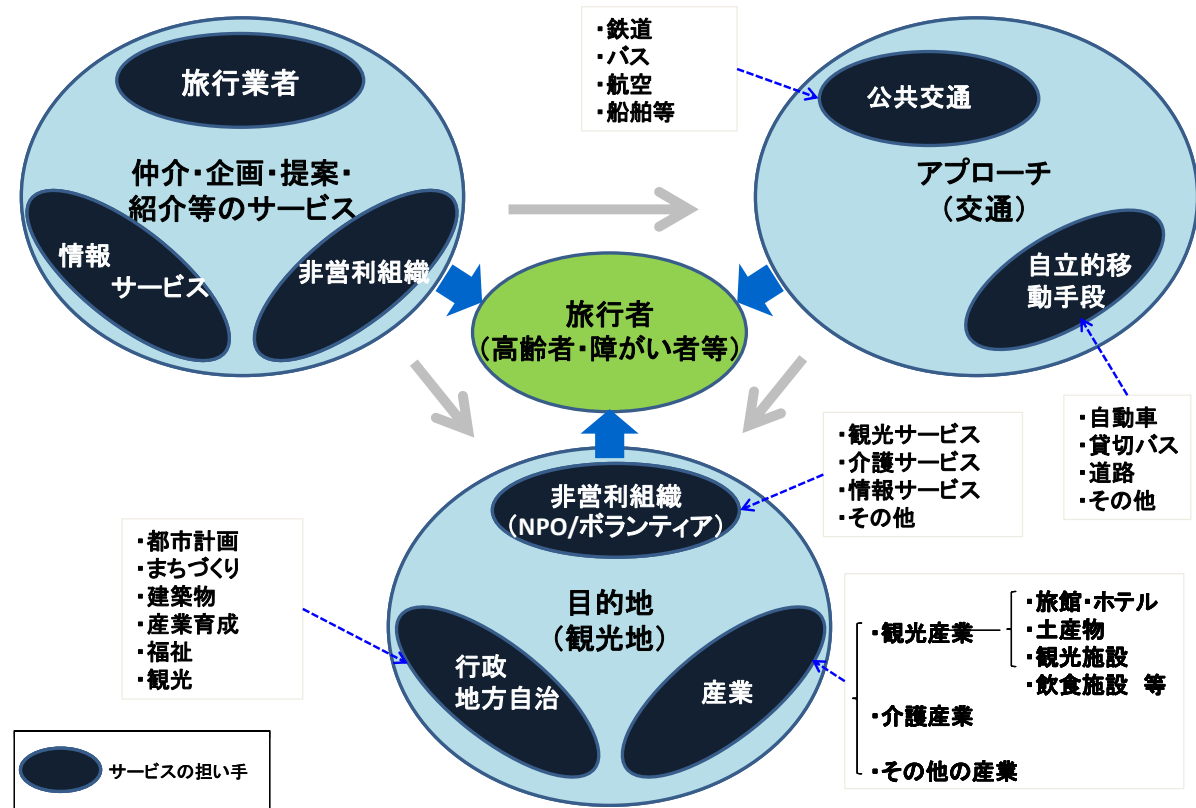 旅行業者
仲介・企画・提案・
紹介等のサービス
情報
サービス
非営利組織
・鉄道
・バス
・航空
・船舶等
公共交通
アプローチ
（交通）
自立的移
動手段
旅行者
（高齢者・障がい者等）
・自動車
・貸切バス
・道路
・その他
・観光サービス
・介護サービス
・情報サービス
・その他
非営利組織
（NPO/ボランティア）
目的地
（観光地）
行政
地方自治
産業
・都市計画
・まちづくり
・建築物
・産業育成
・福祉
・観光
・観光産業
・旅館・ホテル
・土産物
・観光施設
・飲食施設　等
・介護産業
・その他の産業
サービスの担い手